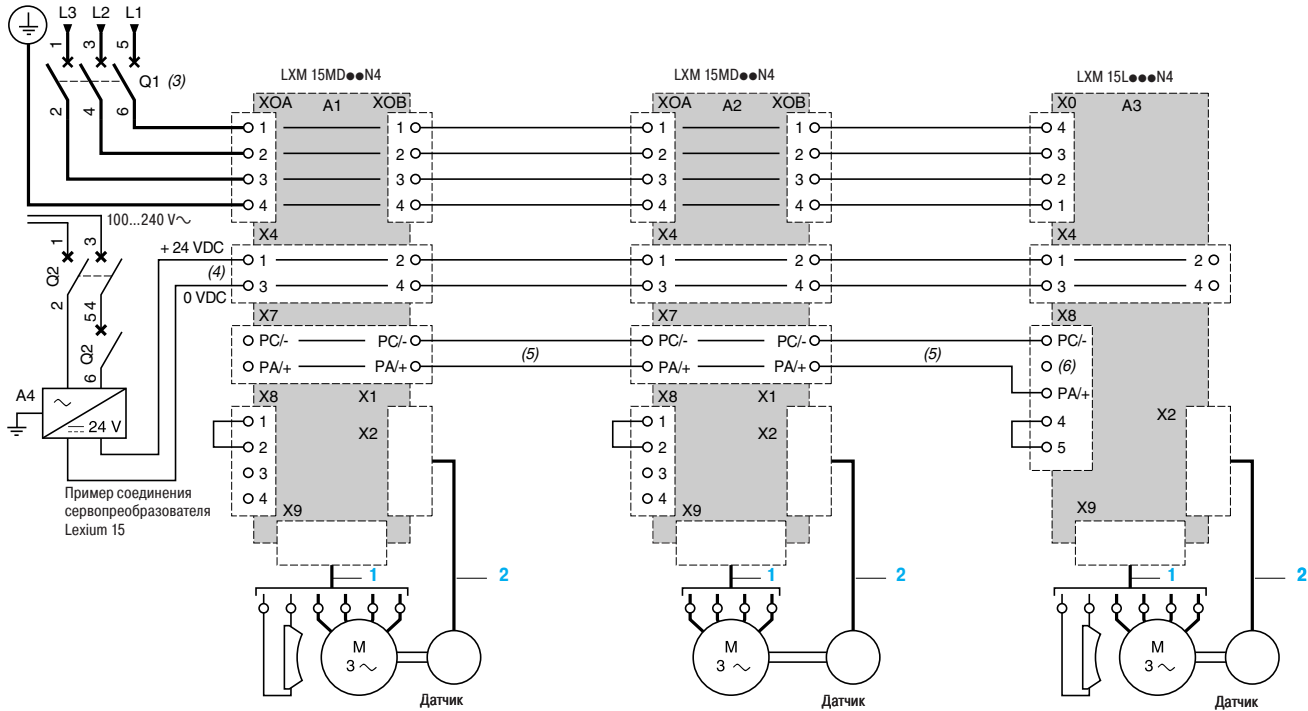 L3 L2 L1
1 3 5
Q1 (3)
2 4 6
LXM 15MD●●N4 LXM 15MD●●N4 LXM 15L●●●N4
XOA A1 XOB XOA A2 XOB X0 A3
1 1 1 1 4
2 2 2 2 3
3 3 3 3 2
4 4 4 4 1
100...240 V~
X4 X4 X4
1 3
Q2
2
5 4
Q2
6
+ 24 VDC
(4)
0 VDC
1 2 1 2 1 2
3 4 3 4 3 4
X7 X7 X8
PC/- PC/- PC/- PC/- PC/-
(5) (5) (6)
PA/+ PA/+ PA/+ PA/+ PA/+
A4
~
24 V
X8 X1 X8 X1
1 1 4
X2 X2 X2
2 2 5
3 3
4 4
Пример соединения
сервопреобразователя
Lexium 15
X9 X9 X9
1 2 1 2 1 2
M M M
3 ~ 3 ~ 3 ~
Датчик Датчик Датчик